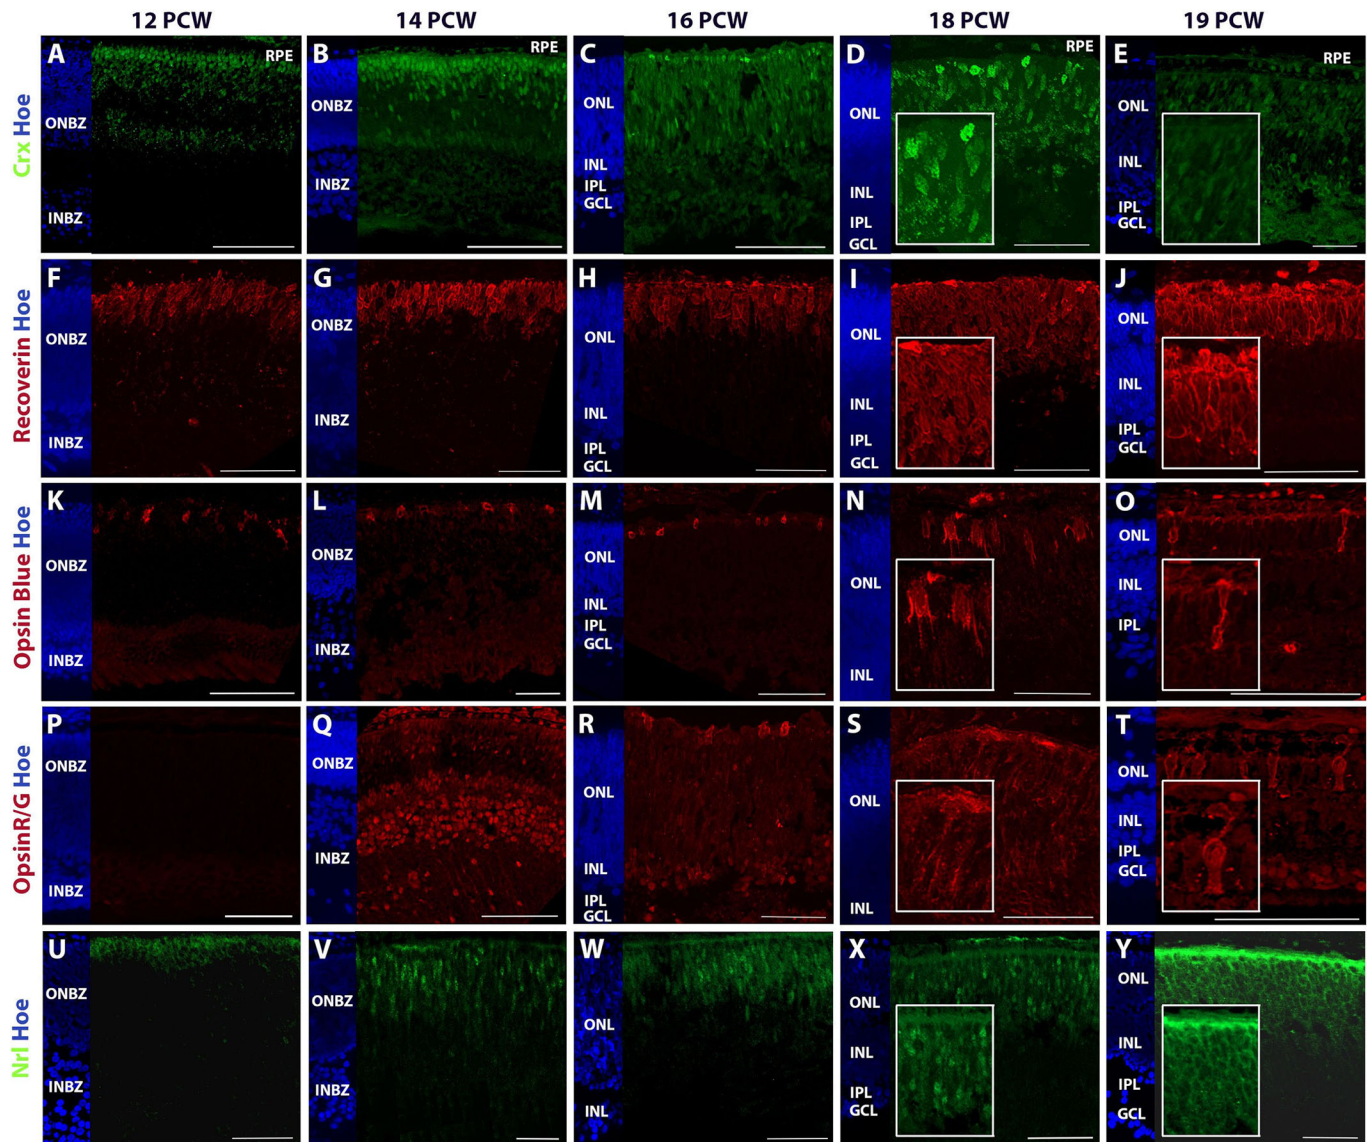 12 PCW 14 PCW 16 PCW 18 PCW 19 PCW
Crx Hoe
A RPE ONBZ INBZ
B RPE ONBZ INBZ
C ONL INL IPL GCL
D RPE ONL INL IPL GCL
E RPE ONL INL IPL GCL
Recoverin Hoe
F ONBZ INBZ
G ONBZ INBZ
H ONL INL IPL GCL
I ONL INL IPL GCL
J ONL INL IPL GCL
Opsin Blue Hoe
K ONBZ INBZ
L ONBZ INBZ
M ONL INL IPL GCL
N ONL INL
O ONL INL IPL
OpsinR/G Hoe
P ONBZ INBZ
Q ONBZ INBZ
R ONL INL IPL GCL
S ONL INL
T ONL INL IPL GCL
Nrl Hoe
U ONBZ INBZ
V ONBZ INBZ
W ONL INL
X ONL INL IPL GCL
Y ONL INL IPL GCL